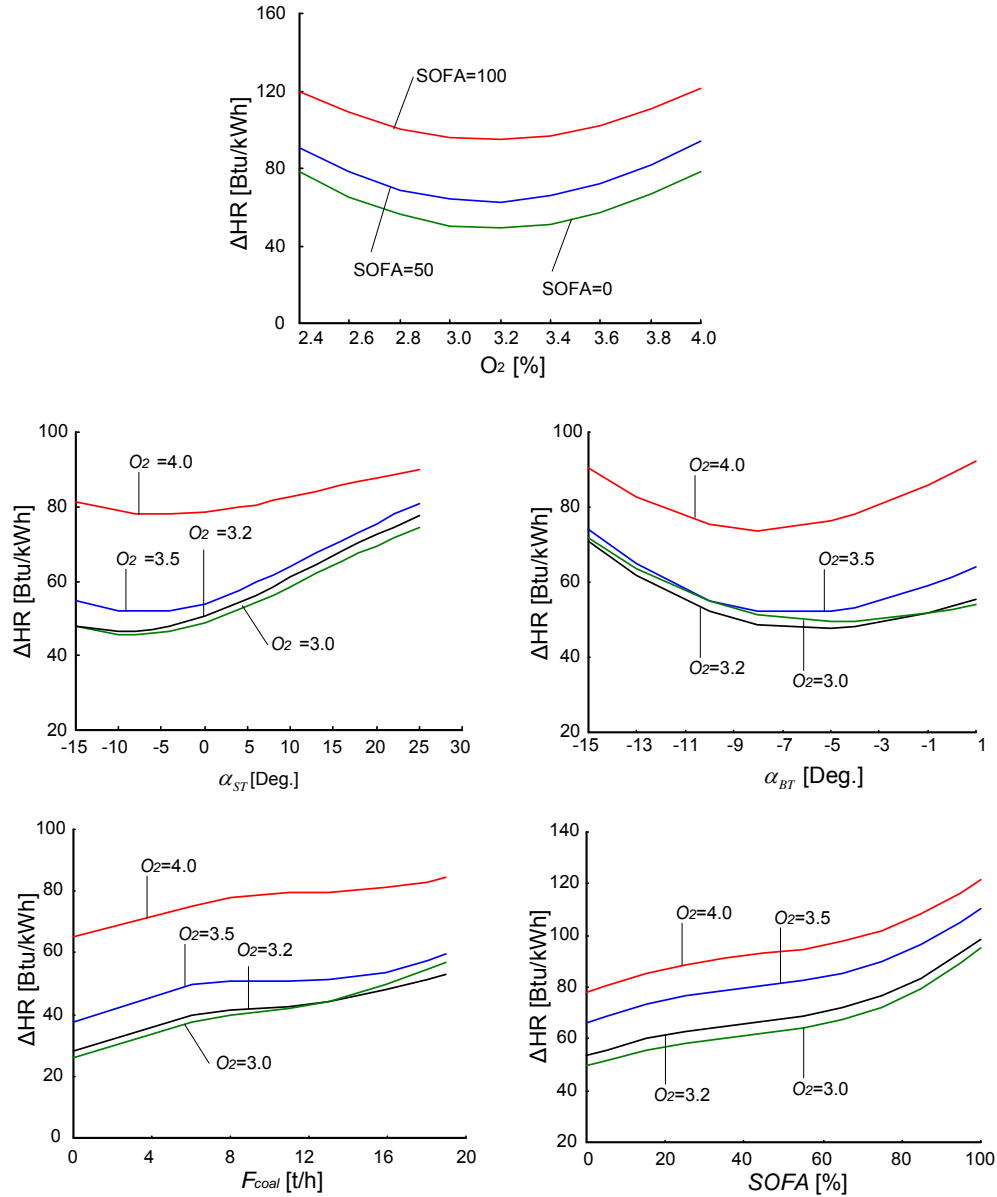 160
120
80
40
0
ΔHR [Btu/kWh]
SOFA=100
SOFA=50
SOFA=0
2.4 2.6 2.8 3.0 3.2 3.4 3.6 3.8 4.0
O2 [%]
100
80
60
40
20
ΔHR [Btu/kWh]
O2 =4.0
O2 =3.2
O2 =3.5
O2 =3.0
-15 -10 -5 0 5 10 15 20 25 30
αST [Deg.]
100
80
60
40
20
ΔHR [Btu/kWh]
O2=4.0
O2=3.5
O2=3.2
O2=3.0
-15 -13 -11 -9 -7 -5 -3 -1 1
αBT [Deg.]
100
80
60
40
20
0
ΔHR [Btu/kWh]
O2=4.0
O2=3.5
O2=3.2
O2=3.0
0 4 8 12 16 20
Fcoal [t/h]
140
120
100
80
60
40
20
ΔHR [Btu/kWh]
O2=4.0
O2=3.5
O2=3.2
O2=3.0
0 20 40 60 80 100
SOFA [%]